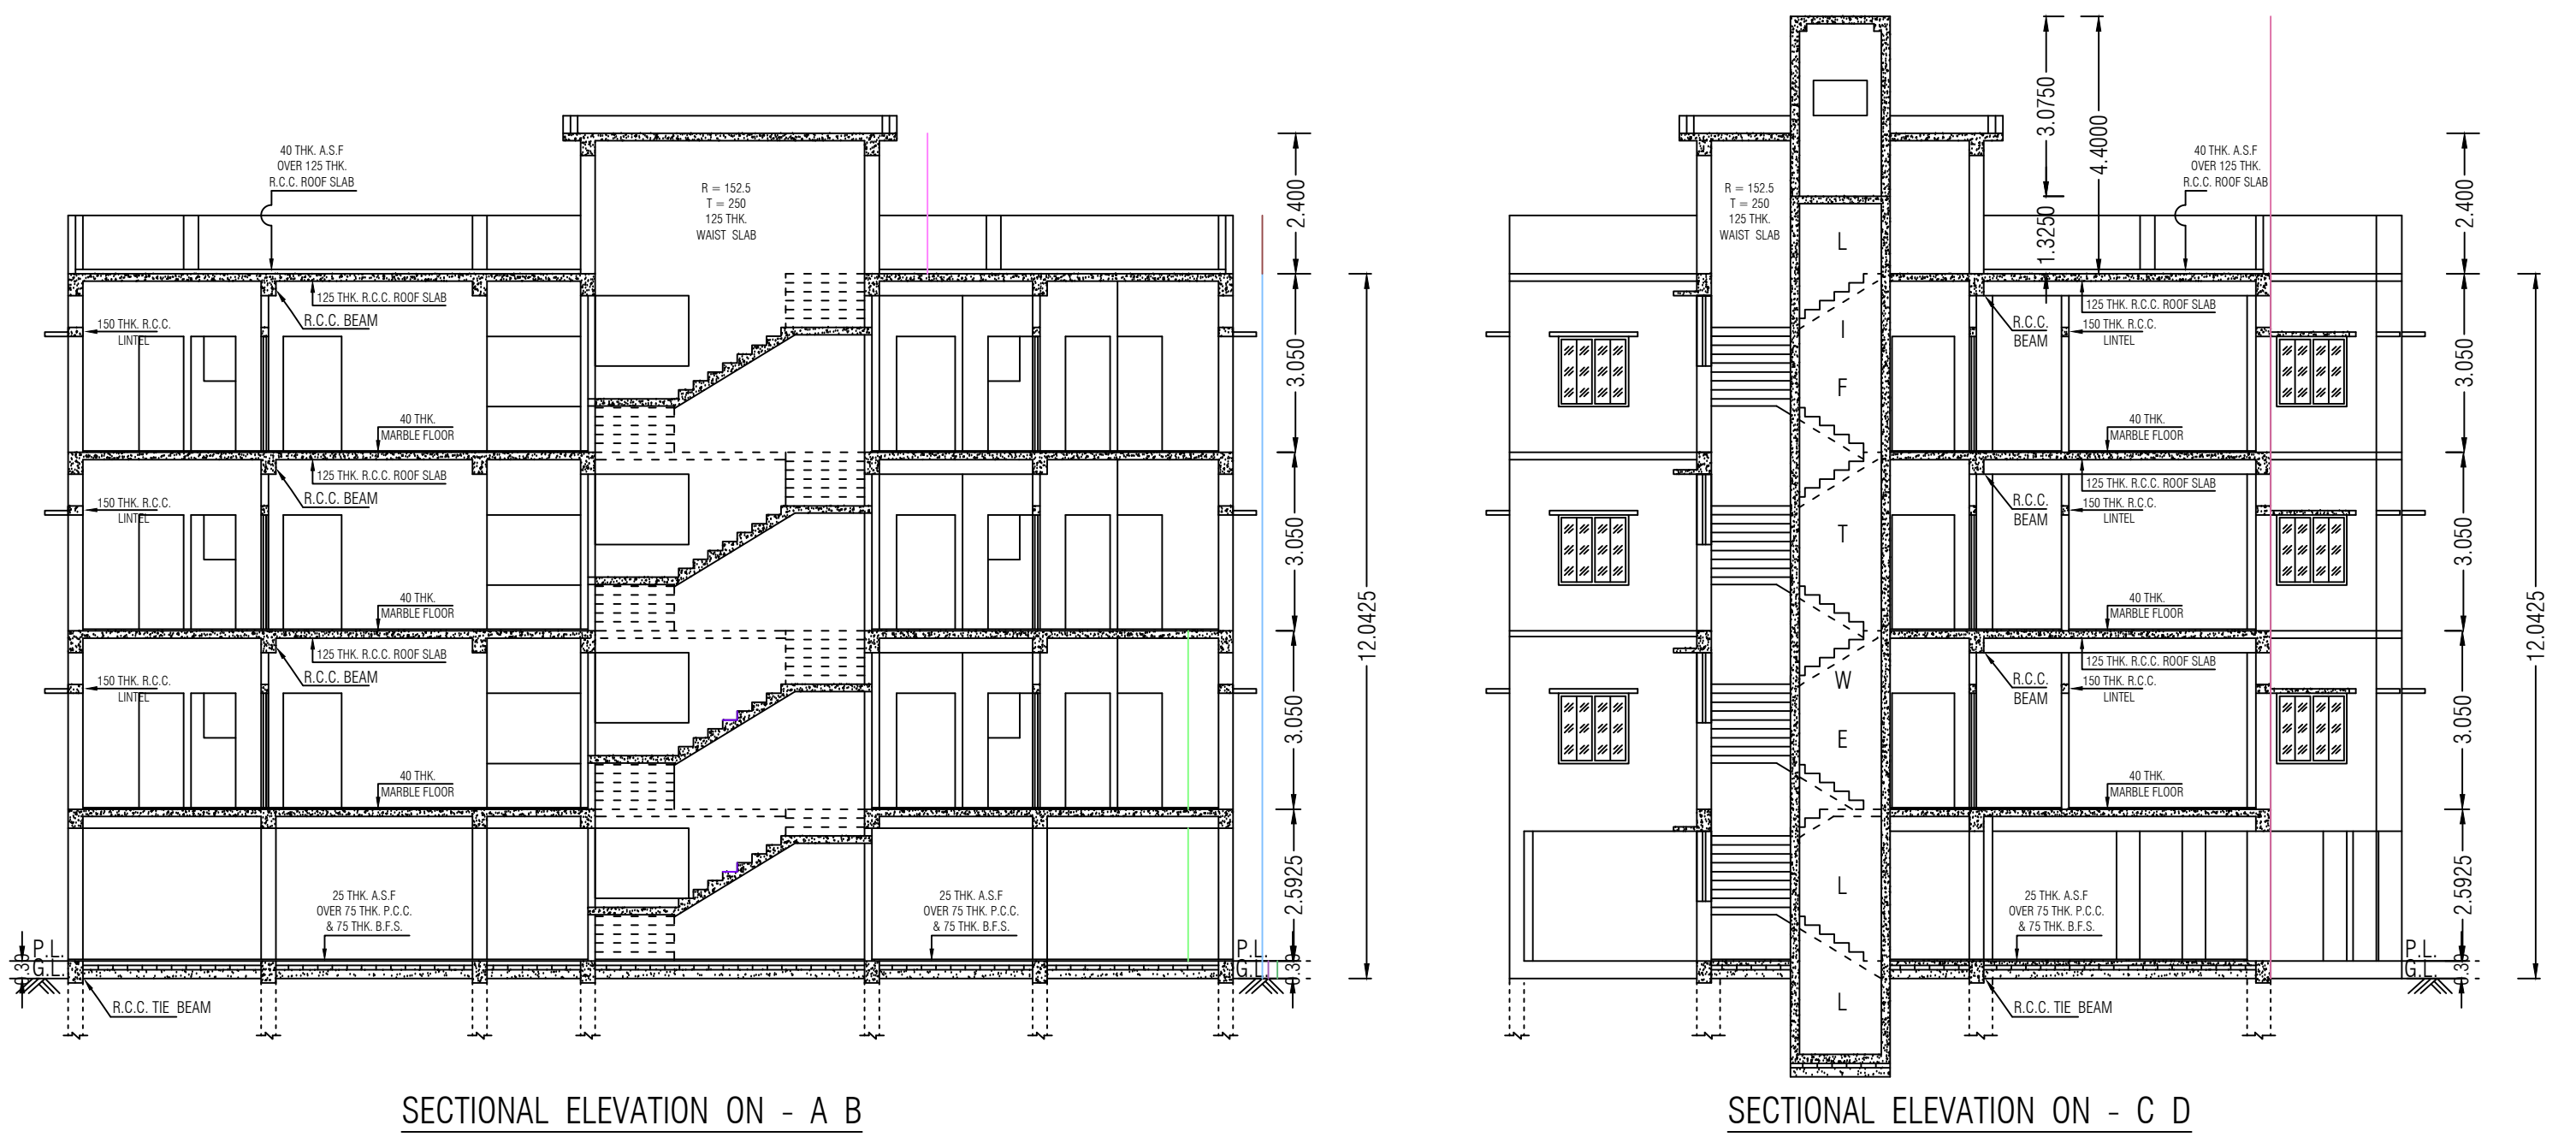 40 THK. A.S.F
OVER 125 THK.
R.C.C. ROOF SLAB
R = 152.5
T = 250
125 THK.
WAIST SLAB
125 THK. R.C.C. ROOF SLAB
R.C.C. BEAM
150 THK. R.C.C.
LINTEL
40 THK.
MARBLE FLOOR
125 THK. R.C.C. ROOF SLAB
R.C.C. BEAM
150 THK. R.C.C.
LINTEL
40 THK.
MARBLE FLOOR
125 THK. R.C.C. ROOF SLAB
R.C.C. BEAM
150 THK. R.C.C.
LINTEL
40 THK.
MARBLE FLOOR
25 THK. A.S.F
OVER 75 THK. P.C.C.
& 75 THK. B.F.S.
25 THK. A.S.F
OVER 75 THK. P.C.C.
& 75 THK. B.F.S.
P.L.
G.L.
0.30
R.C.C. TIE BEAM
P.L.
G.L.
0.30
2.400
3.050
3.050
3.050
2.5925
12.0425
SECTIONAL ELEVATION ON - A B
3.0750
4.4000
1.3250
40 THK. A.S.F
OVER 125 THK.
R.C.C. ROOF SLAB
R = 152.5
T = 250
125 THK.
WAIST SLAB
L
I
F
T
W
E
L
L
125 THK. R.C.C. ROOF SLAB
R.C.C.
BEAM
150 THK. R.C.C.
LINTEL
40 THK.
MARBLE FLOOR
125 THK. R.C.C. ROOF SLAB
R.C.C.
BEAM
150 THK. R.C.C.
LINTEL
40 THK.
MARBLE FLOOR
125 THK. R.C.C. ROOF SLAB
R.C.C.
BEAM
150 THK. R.C.C.
LINTEL
40 THK.
MARBLE FLOOR
25 THK. A.S.F
OVER 75 THK. P.C.C.
& 75 THK. B.F.S.
R.C.C. TIE BEAM
P.L.
G.L.
0.30
2.400
3.050
3.050
3.050
2.5925
12.0425
SECTIONAL ELEVATION ON - C D